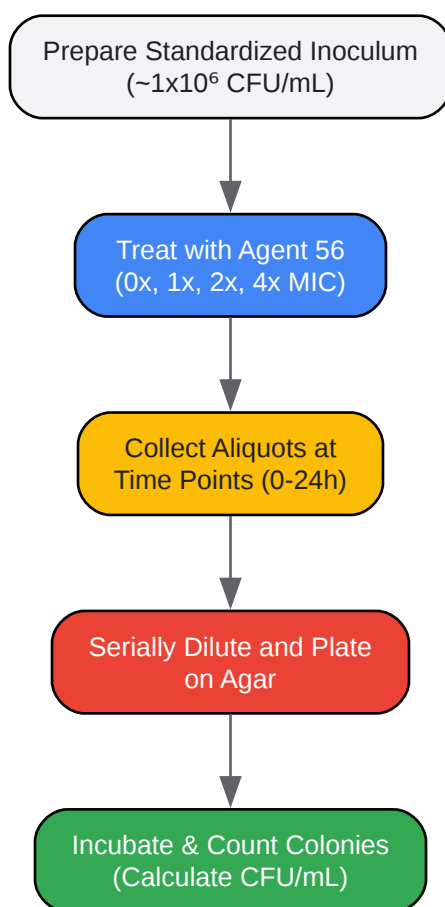 Prepare Standardized Inoculum
(~1x10⁶ CFU/mL)
Treat with Agent 56
(0x, 1x, 2x, 4x MIC)
Collect Aliquots at
Time Points (0-24h)
Serially Dilute and Plate
on Agar
Incubate & Count Colonies
(Calculate CFU/mL)